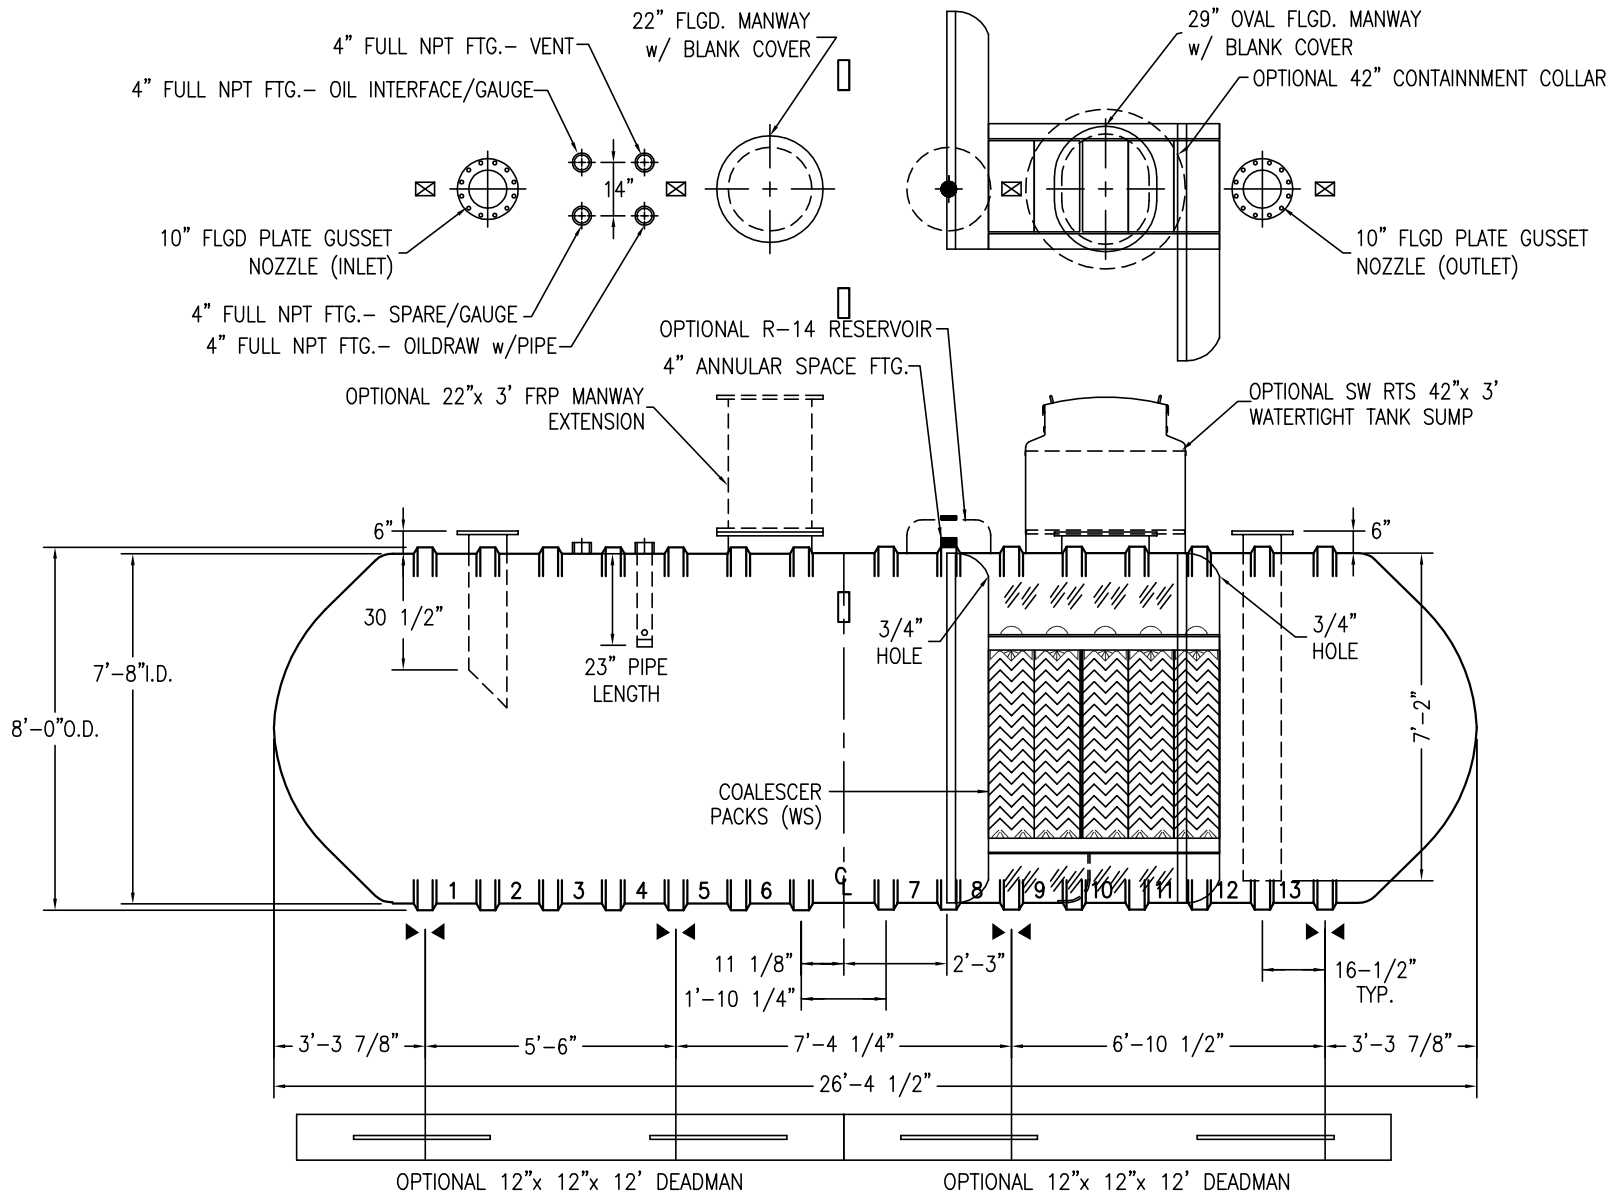 22" FLGD. MANWAY
w/ BLANK COVER
29" OVAL FLGD. MANWAY
w/ BLANK COVER
4" FULL NPT FTG.- VENT
OPTIONAL 42" CONTAINNMENT COLLAR
4" FULL NPT FTG.- OIL INTERFACE/GAUGE
14"
10" FLGD PLATE GUSSET
NOZZLE (INLET)
10" FLGD PLATE GUSSET
NOZZLE (OUTLET)
4" FULL NPT FTG.- SPARE/GAUGE
4" FULL NPT FTG.- OILDRAW w/PIPE
OPTIONAL R-14 RESERVOIR
4" ANNULAR SPACE FTG.
OPTIONAL 22"x 3' FRP MANWAY
EXTENSION
OPTIONAL SW RTS 42"x 3'
WATERTIGHT TANK SUMP
6"
6"
30 1/2"
3/4"
HOLE
3/4"
HOLE
23" PIPE
LENGTH
7'-8"I.D.
8'-0"O.D.
7'-2"
COALESCER
PACKS (WS)
CL
1 2 3 4 5 6 7 8 9 10 11 12 13
11 1/8"
2'-3"
16-1/2"
TYP.
1'-10 1/4"
3'-3 7/8"
5'-6"
7'-4 1/4"
6'-10 1/2"
3'-3 7/8"
26'-4 1/2"
OPTIONAL 12"x 12"x 12' DEADMAN
OPTIONAL 12"x 12"x 12' DEADMAN